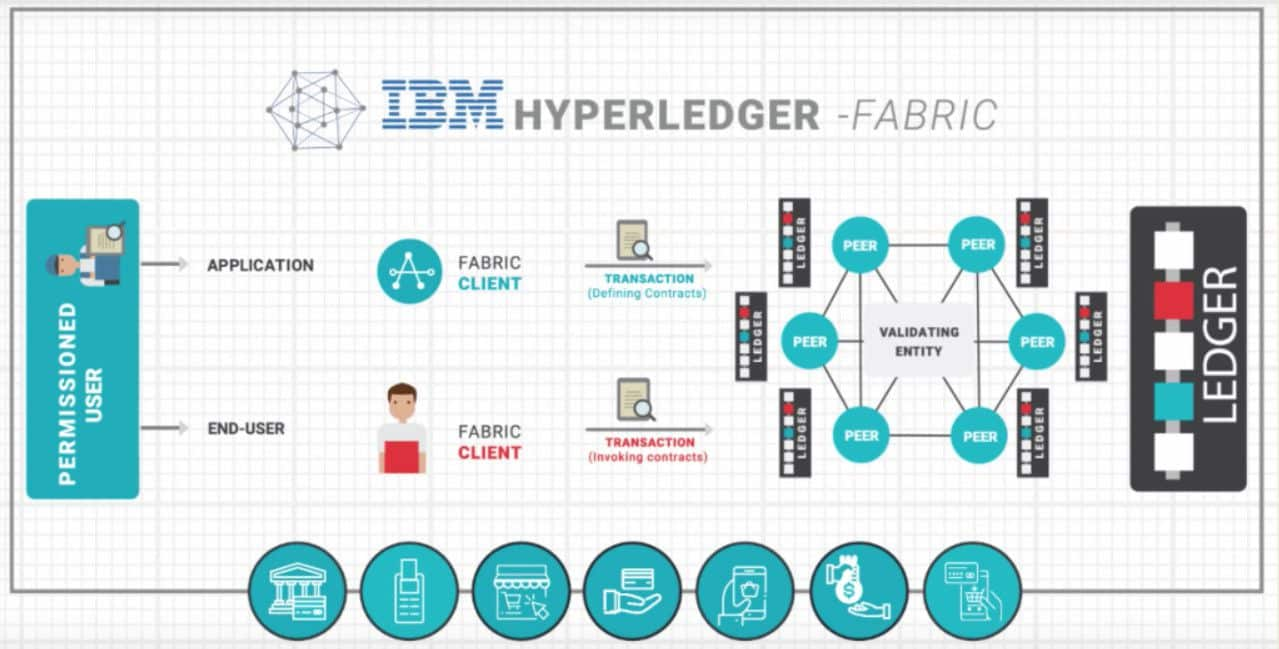 IBM HYPERLEDGER -FABRIC
PERMISSIONED
USER
APPLICATION
FABRIC
CLIENT
TRANSACTION
(Defining Contracts)
END-USER
FABRIC
CLIENT
TRANSACTION
(Invoking contracts)
LEDGER
PEER
PEER
LEDGER
LEDGER
PEER
VALIDATING
ENTITY
PEER
LEDGER
LEDGER
PEER
PEER
LEDGER
LEDGER